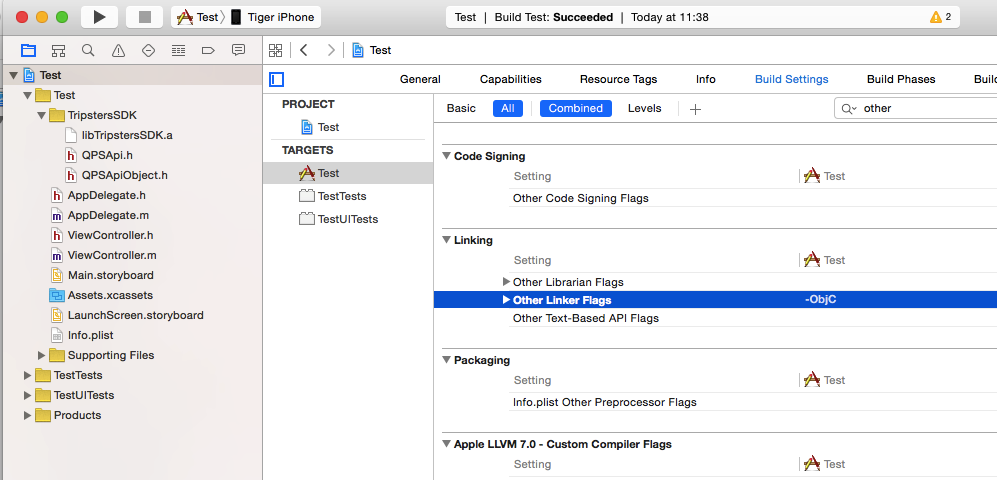 Test Tiger iPhone
Test | Build Test: Succeeded | Today at 11:38
2
Test
Test
Test
TripstersSDK
libTripstersSDK.a
QPSApi.h
QPSApiObject.h
AppDelegate.h
AppDelegate.m
ViewController.h
ViewController.m
Main.storyboard
Assets.xcassets
LaunchScreen.storyboard
Info.plist
Supporting Files
TestTests
TestUITests
Products
General Capabilities Resource Tags Info Build Settings Build Phases Buil
PROJECT
Test
TARGETS
Test
TestTests
TestUITests
Basic All Combined Levels + other
Code Signing
Setting Test
Other Code Signing Flags
Linking
Setting Test
Other Librarian Flags
Other Linker Flags -ObjC
Other Text-Based API Flags
Packaging
Setting Test
Info.plist Other Preprocessor Flags
Apple LLVM 7.0 - Custom Compiler Flags
Setting Test